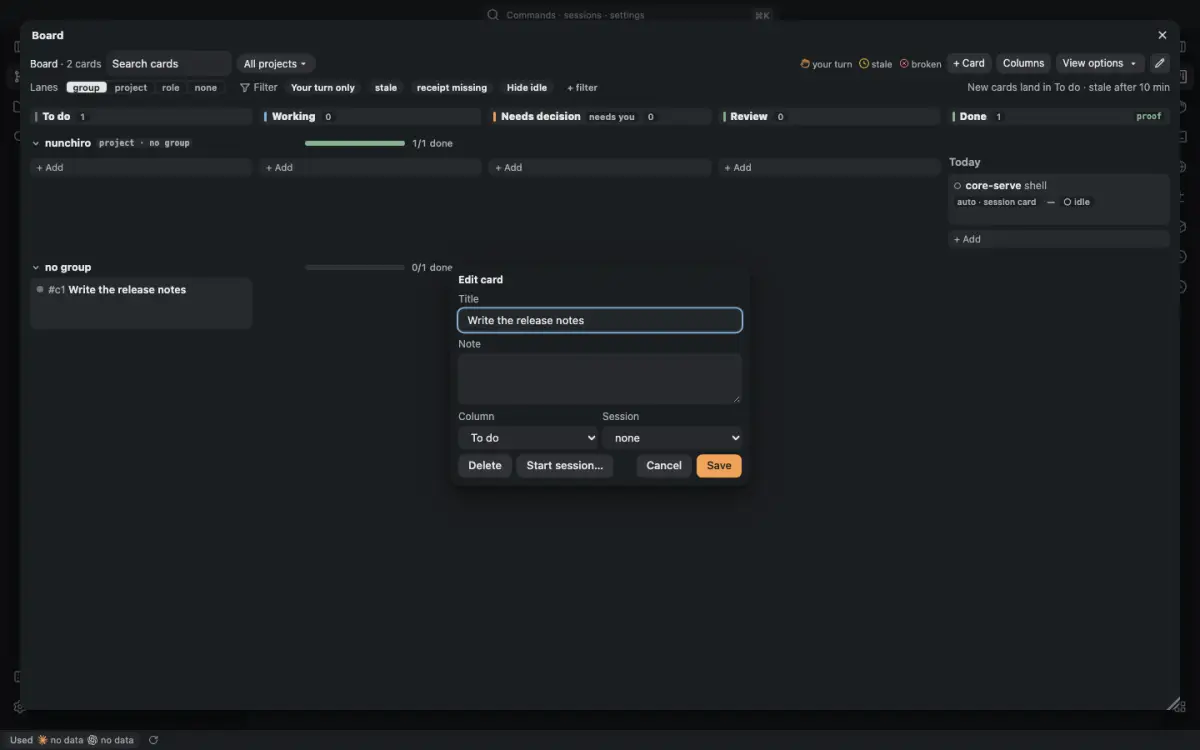 Commands · sessions · settings ⌘K
Board
Board · 2 cards Search cards All projects your turn stale broken + Card Columns View options
Lanes group project role none Filter Your turn only stale receipt missing Hide idle + filter New cards land in To do · stale after 10 min
To do 1 Working 0 Needs decision needs you 0 Review 0 Done 1 proof
nunchiro project · no group 1/1 done
+ Add + Add + Add + Add
Today
core-serve shell
auto · session card — idle
+ Add
no group 0/1 done
#c1 Write the release notes
Edit card
Title
Write the release notes
Note
Column Session
To do none
Delete Start session... Cancel Save
Used no data no data